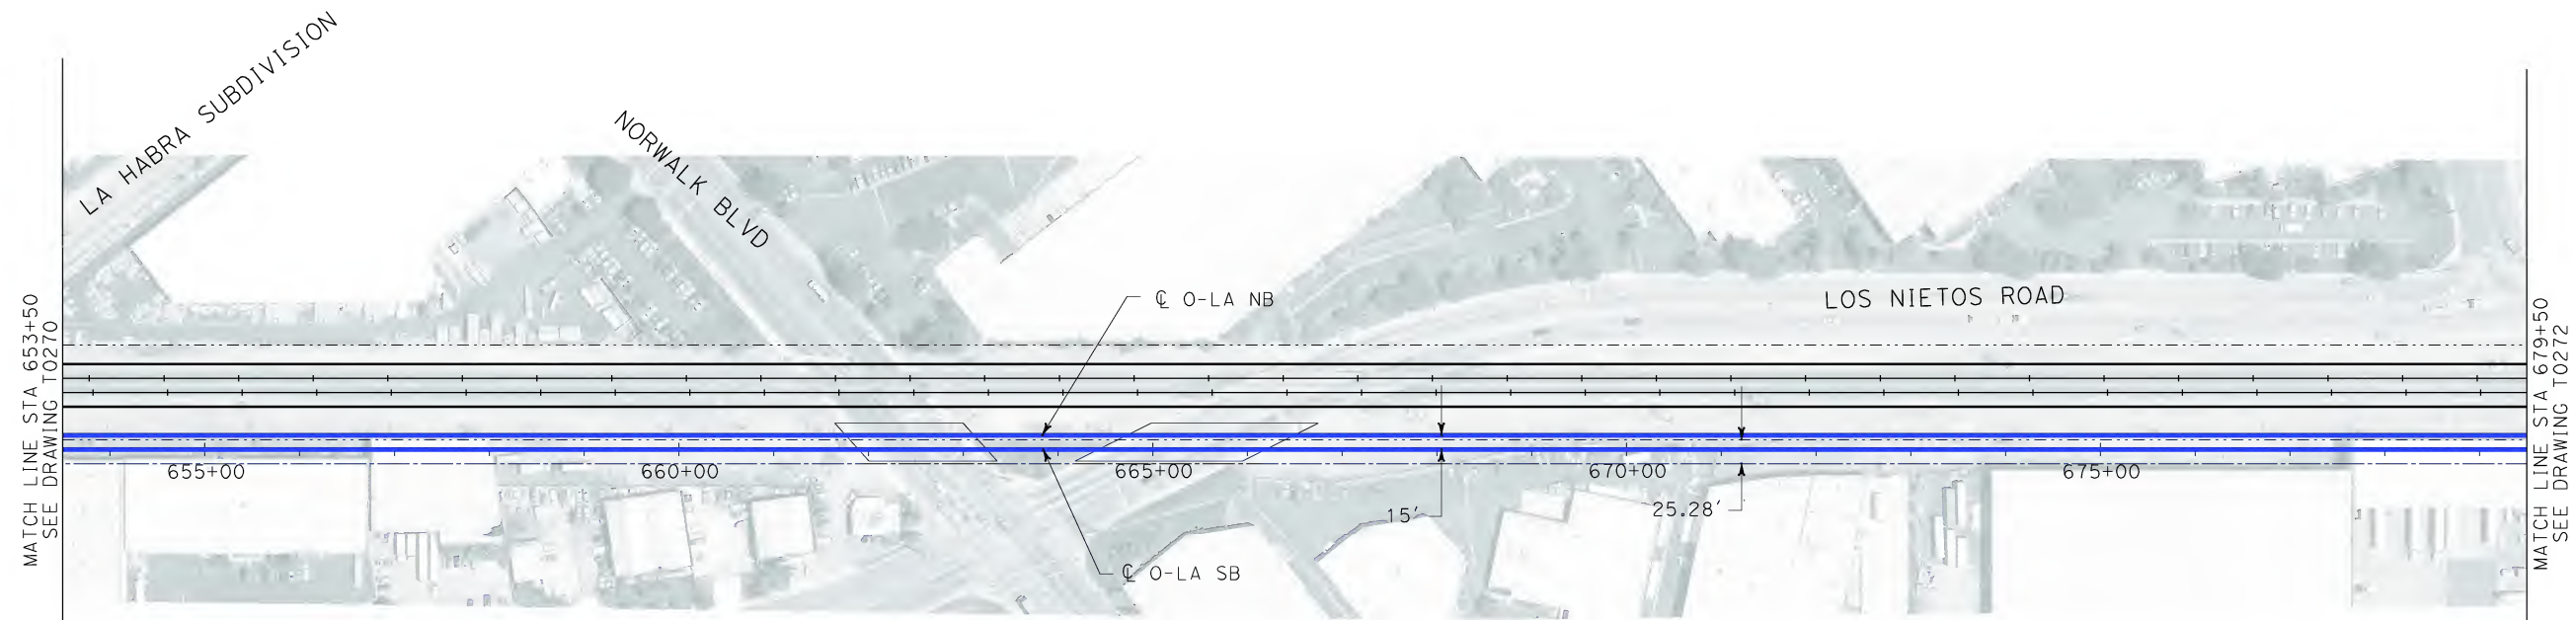 LA HABRA SUBDIVISION
NORWALK BLVD
LOS NIETOS ROAD
℄ O-LA NB
MATCH LINE STA 653+50
SEE DRAWING TO270
MATCH LINE STA 679+50
SEE DRAWING TO272
655+00
660+00
665+00
670+00
675+00
15'
25.28'
℄ O-LA SB